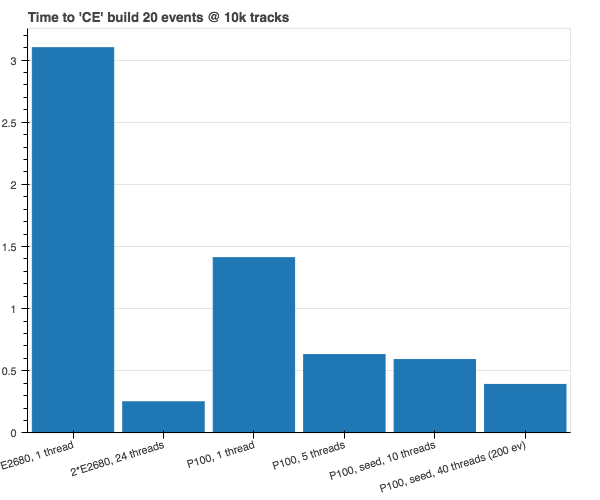 Time to 'CE' build 20 events @ 10k tracks
3
2.5
2
1.5
1
0.5
0
E2680, 1 thread
2*E2680, 24 threads
P100, 1 thread
P100, 5 threads
P100, seed, 10 threads
P100, seed, 40 threads (200 ev)